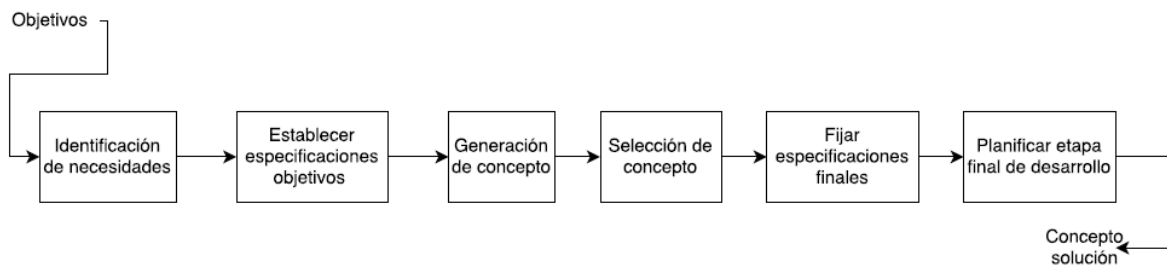 Objetivos
Identificación
de necesidades
Establecer
especificaciones
objetivos
Generación
de concepto
Selección de
concepto
Fijar
especificaciones
finales
Planificar etapa
final de desarrollo
Concepto
solución